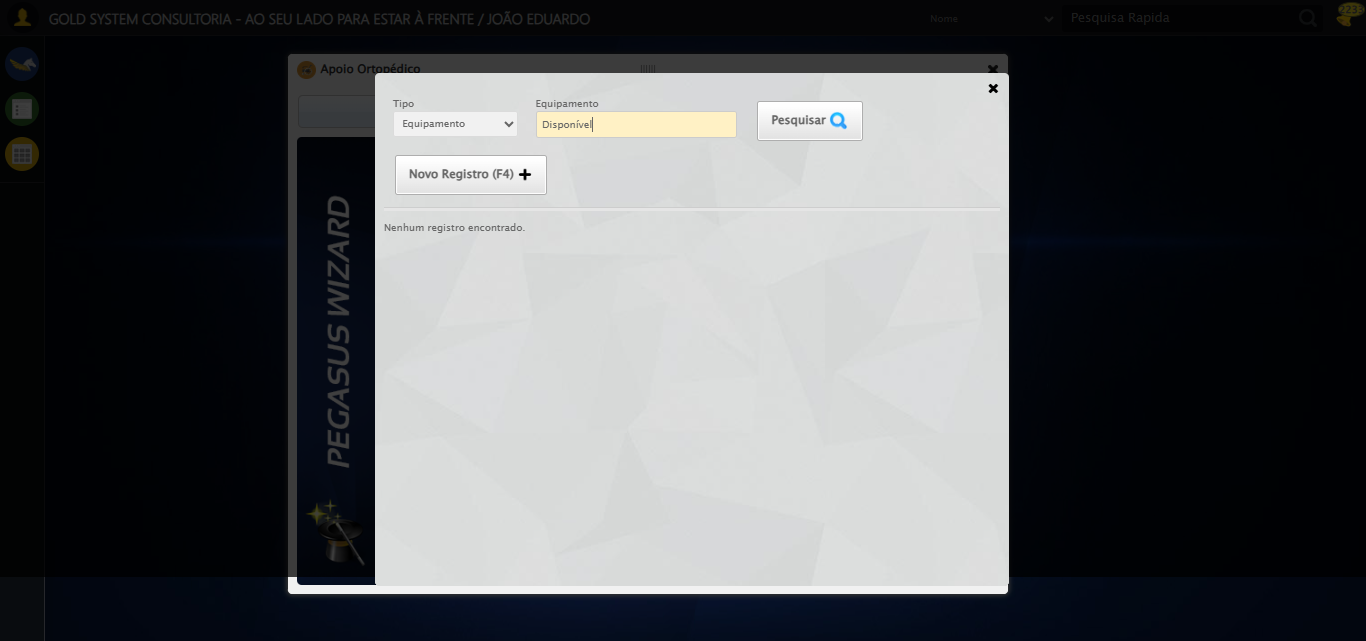 GOLD SYSTEM CONSULTORIA - AO SEU LADO PARA ESTAR À FRENTE / JOÃO EDUARDO
Nome
Pesquisa Rapida
223
Apoio Ortopédico
Tipo
Equipamento
Equipamento
Disponível
Pesquisar
Novo Registro (F4)
Nenhum registro encontrado.
PEGASUS WIZARD